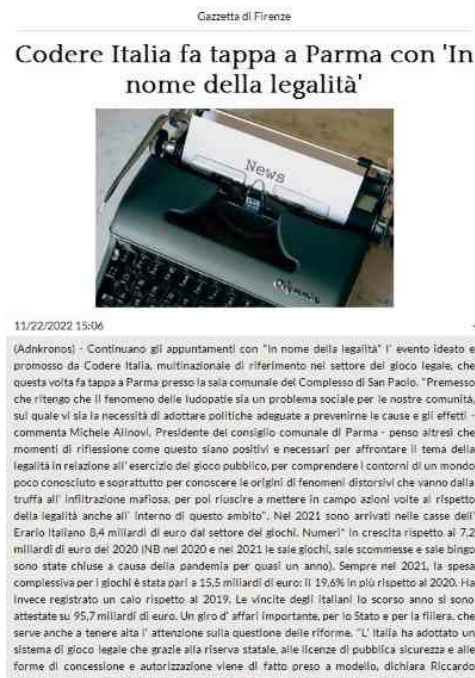 Gazzetta di Firenze
Codere Italia fa tappa a Parma con 'In
nome della legalità'
News
Olympia
11/22/2022 15:06
(Adnkronos) - Continuano gli appuntamenti con "In nome della legalità" l' evento ideato e
promosso da Codere Italia, multinazionale di riferimento nel settore del gioco legale, che
questa volta fa tappa a Parma presso la sala comunale del Complesso di San Paolo. "Premesso
che ritengo che il fenomeno delle ludopatie sia un problema sociale per le nostre comunità,
sul quale vi sia la necessità di adottare politiche adeguate a prevenirne le cause e gli effetti -
commenta Michele Alinovi, Presidente del consiglio comunale di Parma - penso altresì che
momenti di riflessione come questo siano positivi e necessari per affrontare il tema della
legalità in relazione all' esercizio del gioco pubblico, per comprendere i contorni di un mondo
poco conosciuto e soprattutto per conoscere le origini di fenomeni distorsivi che vanno dalla
truffa all' infiltrazione mafiosa, per poi riuscire a mettere in campo azioni volte al rispetto
della legalità anche all' interno di questo ambito". Nel 2021 sono arrivati nelle casse dell'
Erario Italiano 8,4 miliardi di euro dal settore dei giochi. Numeri" in crescita rispetto ai 7,2
miliardi di euro del 2020 (NB nel 2020 e nel 2021 le sale giochi, sale scommesse e sale bingo
sono state chiuse a causa della pandemia per quasi un anno). Sempre nel 2021, la spesa
complessiva per i giochi è stata pari a 15,5 miliardi di euro: il 19,6% in più rispetto al 2020. Ha
invece registrato un calo rispetto al 2019. Le vincite degli italiani lo scorso anno si sono
attestate su 95,7 miliardi di euro. Un giro d' affari importante, per lo Stato e per la filiera, che
serve anche a tenere alta l' attenzione sulla questione delle riforme. "L' Italia ha adottato un
sistema di gioco legale che grazie alla riserva statale, alle licenze di pubblica sicurezza e alle
forme di concessione e autorizzazione viene di fatto preso a modello, dichiara Riccardo